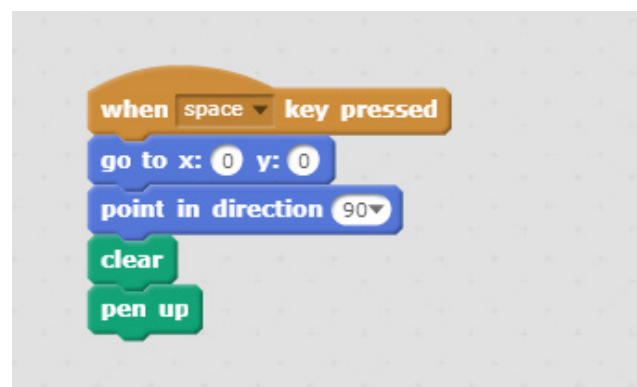 when space key pressed
go to x: 0 y: 0
point in direction 90
clear
pen up